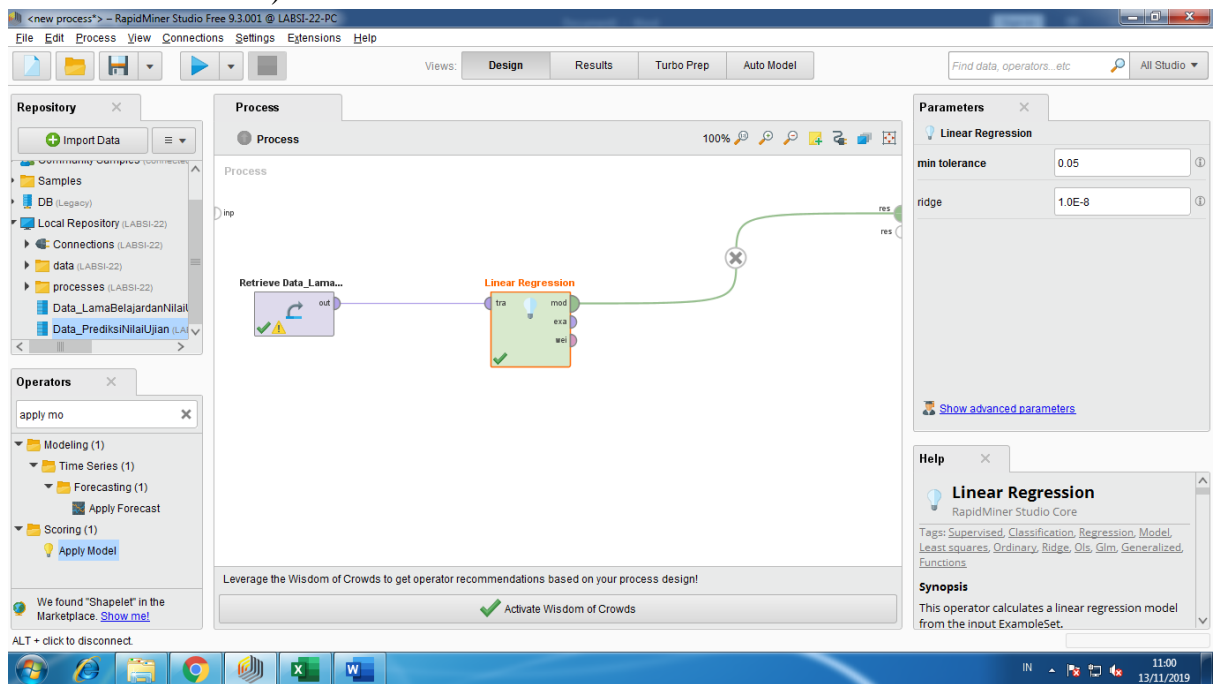 <new process*> – RapidMiner Studio Free 9.3.001 @ LABSI-22-PC
File Edit Process View Connections Settings Extensions Help
Views: Design Results Turbo Prep Auto Model
Find data, operators...etc All Studio
Repository
Import Data
Community Samples (connected
Samples
DB (Legacy)
Local Repository (LABSI-22)
Connections (LABSI-22)
data (LABSI-22)
processes (LABSI-22)
Data_LamaBelajardanNilaiU
Data_PrediksiNilaiUjian (LAB
Operators
apply mo
Modeling (1)
Time Series (1)
Forecasting (1)
Apply Forecast
Scoring (1)
Apply Model
We found "Shapelet" in the
Marketplace. Show me!
Process
Process
100%
Process
inp
res
res
Retrieve Data_Lama...
out
Linear Regression
tra mod
exa
wei
Leverage the Wisdom of Crowds to get operator recommendations based on your process design!
Activate Wisdom of Crowds
Parameters
Linear Regression
min tolerance 0.05
ridge 1.0E-8
Show advanced parameters
Help
Linear Regression
RapidMiner Studio Core
Tags: Supervised, Classification, Regression, Model,
Least squares, Ordinary, Ridge, Ols, Glm, Generalized,
Functions
Synopsis
This operator calculates a linear regression model
from the input ExampleSet.
ALT + click to disconnect.
IN
11:00
13/11/2019